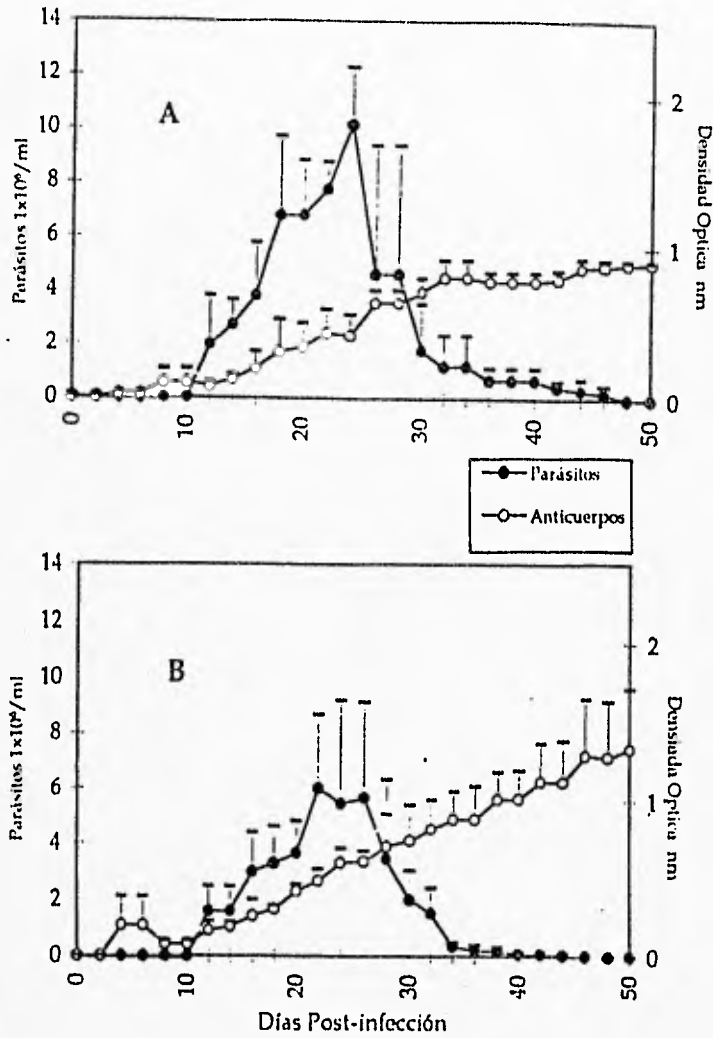 14
12
10
8
6
4
2
0
Parásitos 1x10⁶/ml
A
2
1
0
Densidad Optica nm
0 10 20 30 40 50
Parásitos
Anticuerpos
14
12
10
8
6
4
2
0
Parásitos 1x10⁶/ml
B
2
1
0
Densiada Optica nm
0 10 20 30 40 50
Días Post-infección